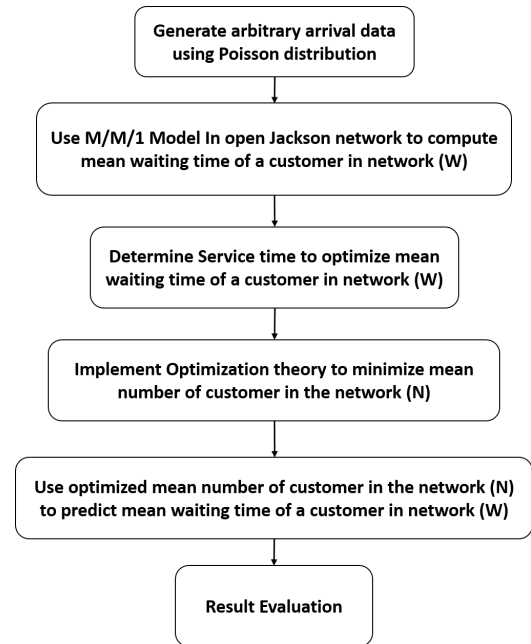 Generate arbitrary arrival data
using Poisson distribution
Use M/M/1 Model In open Jackson network to compute
mean waiting time of a customer in network (W)
Determine Service time to optimize mean
waiting time of a customer in network (W)
Implement Optimization theory to minimize mean
number of customer in the network (N)
Use optimized mean number of customer in the network (N)
to predict mean waiting time of a customer in network (W)
Result Evaluation